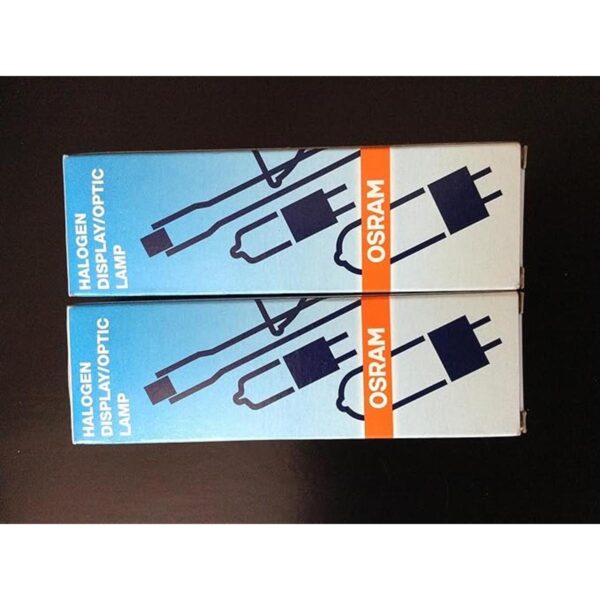 HALOGEN
DISPLAY/OPTIC
LAMP
OSRAM
HALOGEN
DISPLAY/OPTIC
LAMP
OSRAM